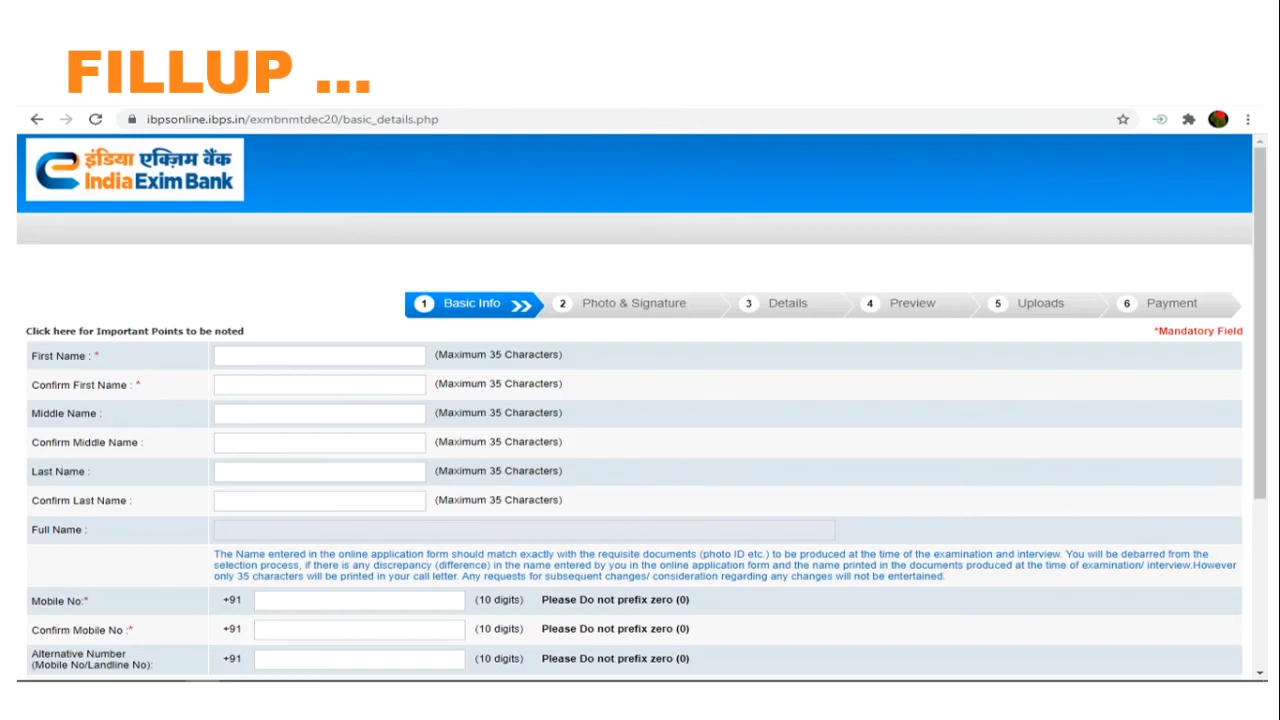 FILLUP ...
ibpsonline.ibps.in/exmbnmtdec20/basic_details.php
इंडिया एक्ज़िम बैंक
India Exim Bank
1 Basic Info 2 Photo & Signature 3 Details 4 Preview 5 Uploads 6 Payment
Click here for Important Points to be noted *Mandatory Field
First Name : * (Maximum 35 Characters)
Confirm First Name : * (Maximum 35 Characters)
Middle Name : (Maximum 35 Characters)
Confirm Middle Name : (Maximum 35 Characters)
Last Name : (Maximum 35 Characters)
Confirm Last Name : (Maximum 35 Characters)
Full Name :
The Name entered in the online application form should match exactly with the requisite documents (photo ID etc.) to be produced at the time of the examination and interview. You will be debarred from the
selection process, if there is any discrepancy (difference) in the name entered by you in the online application form and the name printed in the documents produced at the time of examination/ interview.However
only 35 characters will be printed in your call letter. Any requests for subsequent changes/ consideration regarding any changes will not be entertained.
Mobile No:* +91 (10 digits) Please Do not prefix zero (0)
Confirm Mobile No :* +91 (10 digits) Please Do not prefix zero (0)
Alternative Number
(Mobile No/Landline No): +91 (10 digits) Please Do not prefix zero (0)